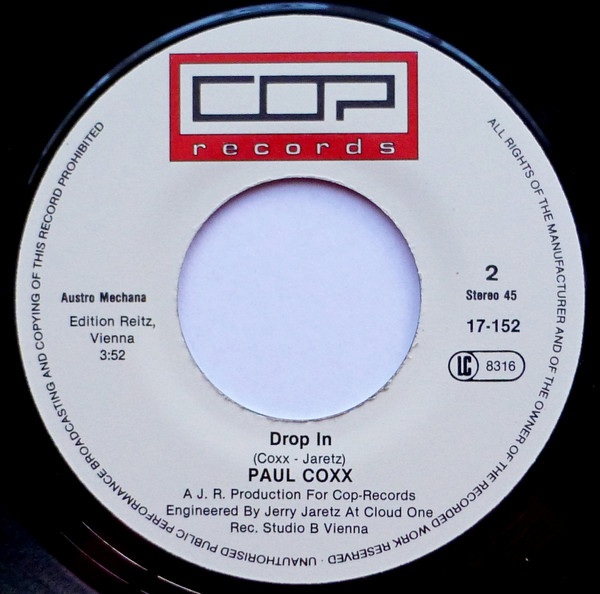 COP
records
ALL RIGHTS OF THE MANUFACTURER AND OF THE OWNER OF THE RECORDED WORK RESERVED · UNAUTHORISED PUBLIC PERFORMANCE BROADCASTING AND COPYING OF THIS RECORD PROHIBITED
Austro Mechana
Edition Reitz,
Vienna
3:52
2
Stereo 45
17-152
LC 8316
Drop In
(Coxx - Jaretz)
PAUL COXX
A J. R. Production For Cop-Records
Engineered By Jerry Jaretz At Cloud One
Rec. Studio B Vienna